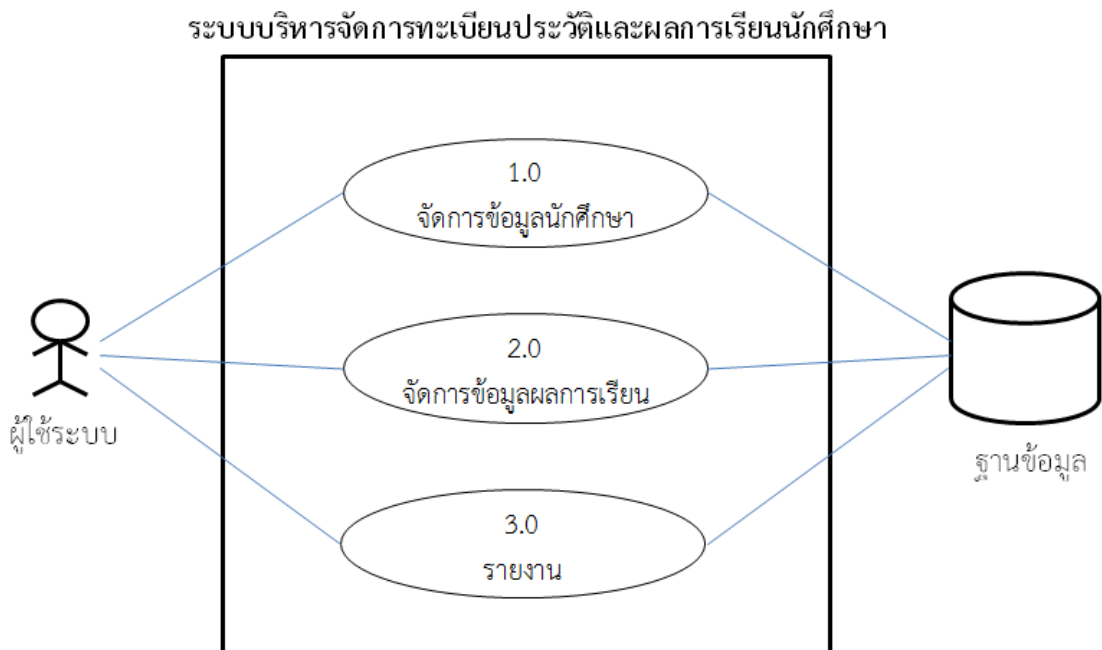 ระบบบริหารจัดการทะเบียนประวัติและผลการเรียนนักศึกษา
1.0
จัดการข้อมูลนักศึกษา
2.0
จัดการข้อมูลผลการเรียน
ผู้ใช้ระบบ
ฐานข้อมูล
3.0
รายงาน